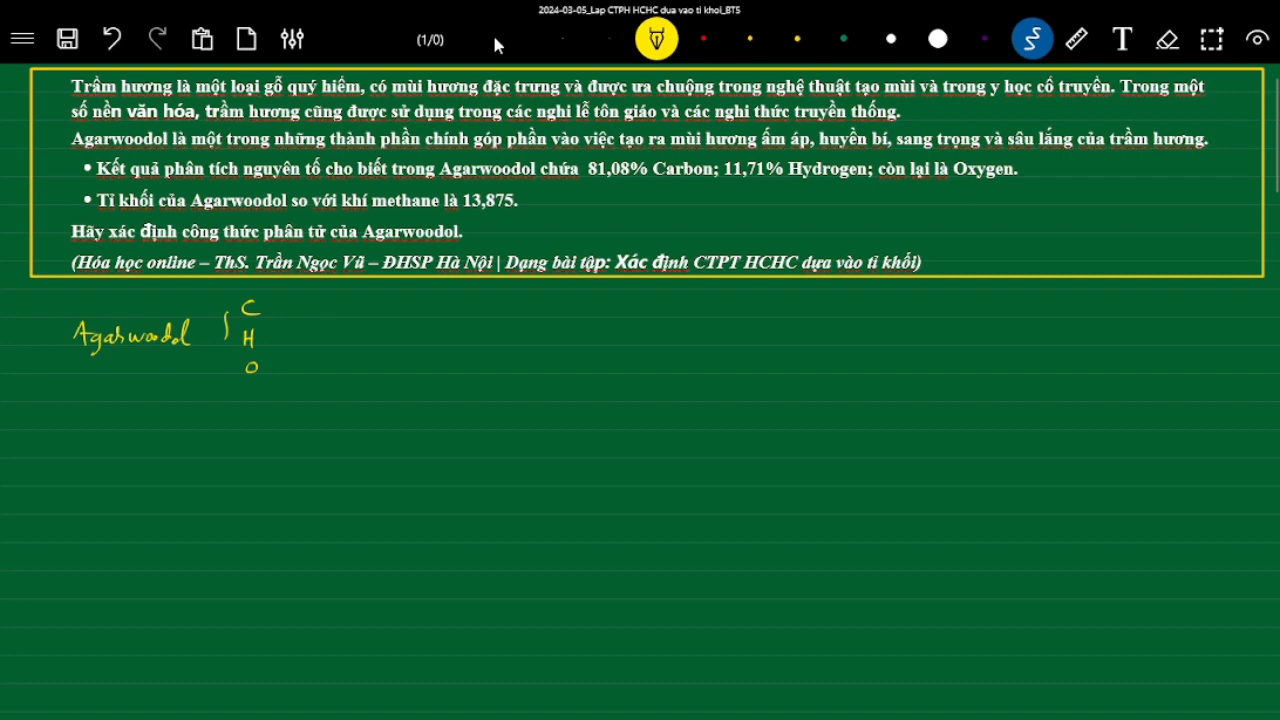 2024-03-05_Lap CTPH HCHC dua vao ti khoi_BT5
(1/0)
T
Trầm hương là một loại gỗ quý hiếm, có mùi hương đặc trưng và được ưa chuộng trong nghệ thuật tạo mùi và trong y học cổ truyền. Trong một
số nền văn hóa, trầm hương cũng được sử dụng trong các nghi lễ tôn giáo và các nghi thức truyền thống.
Agarwoodol là một trong những thành phần chính góp phần vào việc tạo ra mùi hương ấm áp, huyền bí, sang trọng và sâu lắng của trầm hương.
• Kết quả phân tích nguyên tố cho biết trong Agarwoodol chứa 81,08% Carbon; 11,71% Hydrogen; còn lại là Oxygen.
• Tỉ khối của Agarwoodol so với khí methane là 13,875.
Hãy xác định công thức phân tử của Agarwoodol.
(Hóa học online – ThS. Trần Ngọc Vũ – ĐHSP Hà Nội | Dạng bài tập: Xác định CTPT HCHC dựa vào tỉ khối)
C
Agarwoodol { H
O